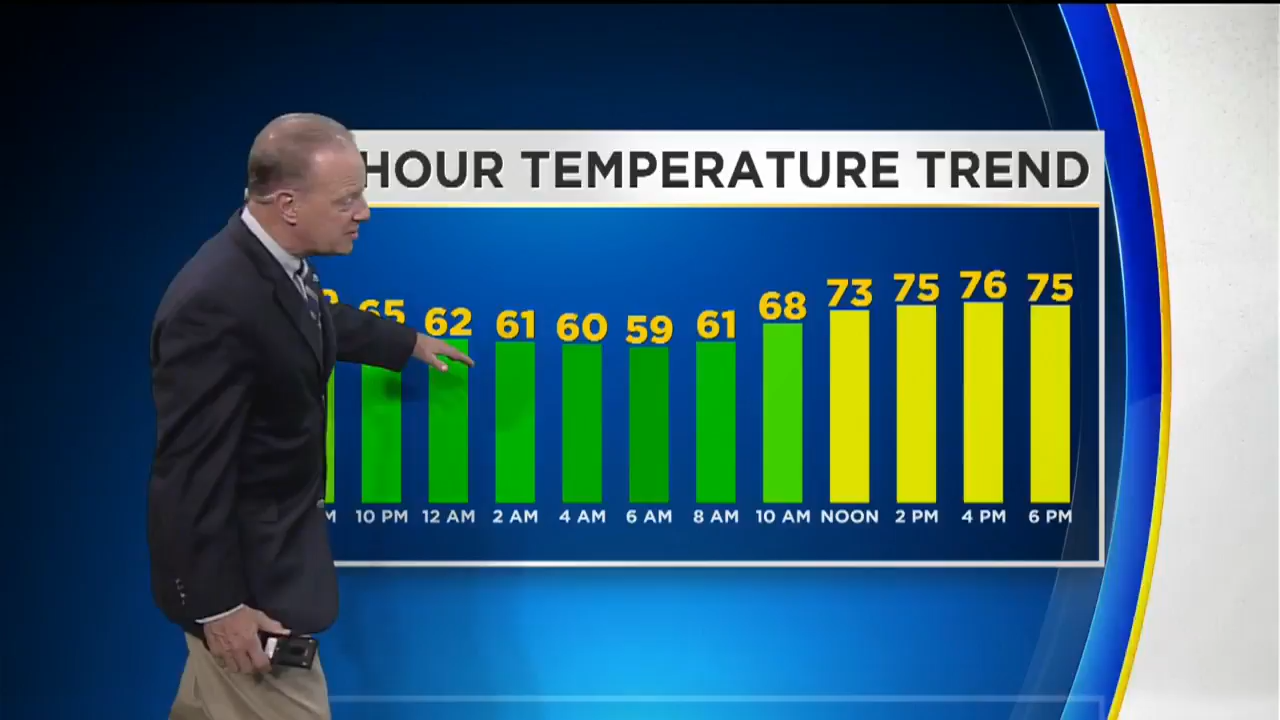 HOUR TEMPERATURE TREND
65 62 61 60 59 61 68 73 75 76 75
10 PM 12 AM 2 AM 4 AM 6 AM 8 AM 10 AM NOON 2 PM 4 PM 6 PM